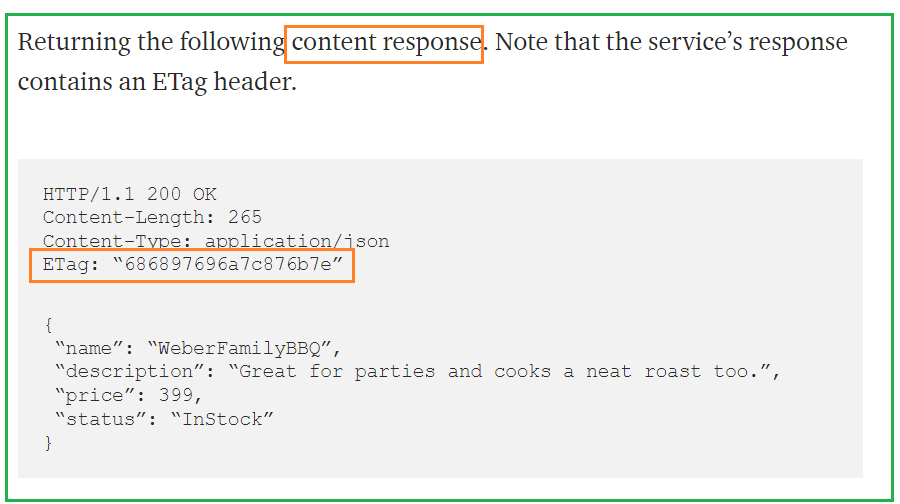 Returning the following content response. Note that the service’s response
contains an ETag header.
HTTP/1.1 200 OK
Content-Length: 265
Content-Type: application/json
ETag: “686897696a7c876b7e”
{
“name”: “WeberFamilyBBQ”,
“description”: “Great for parties and cooks a neat roast too.”,
“price”: 399,
“status”: “InStock”
}